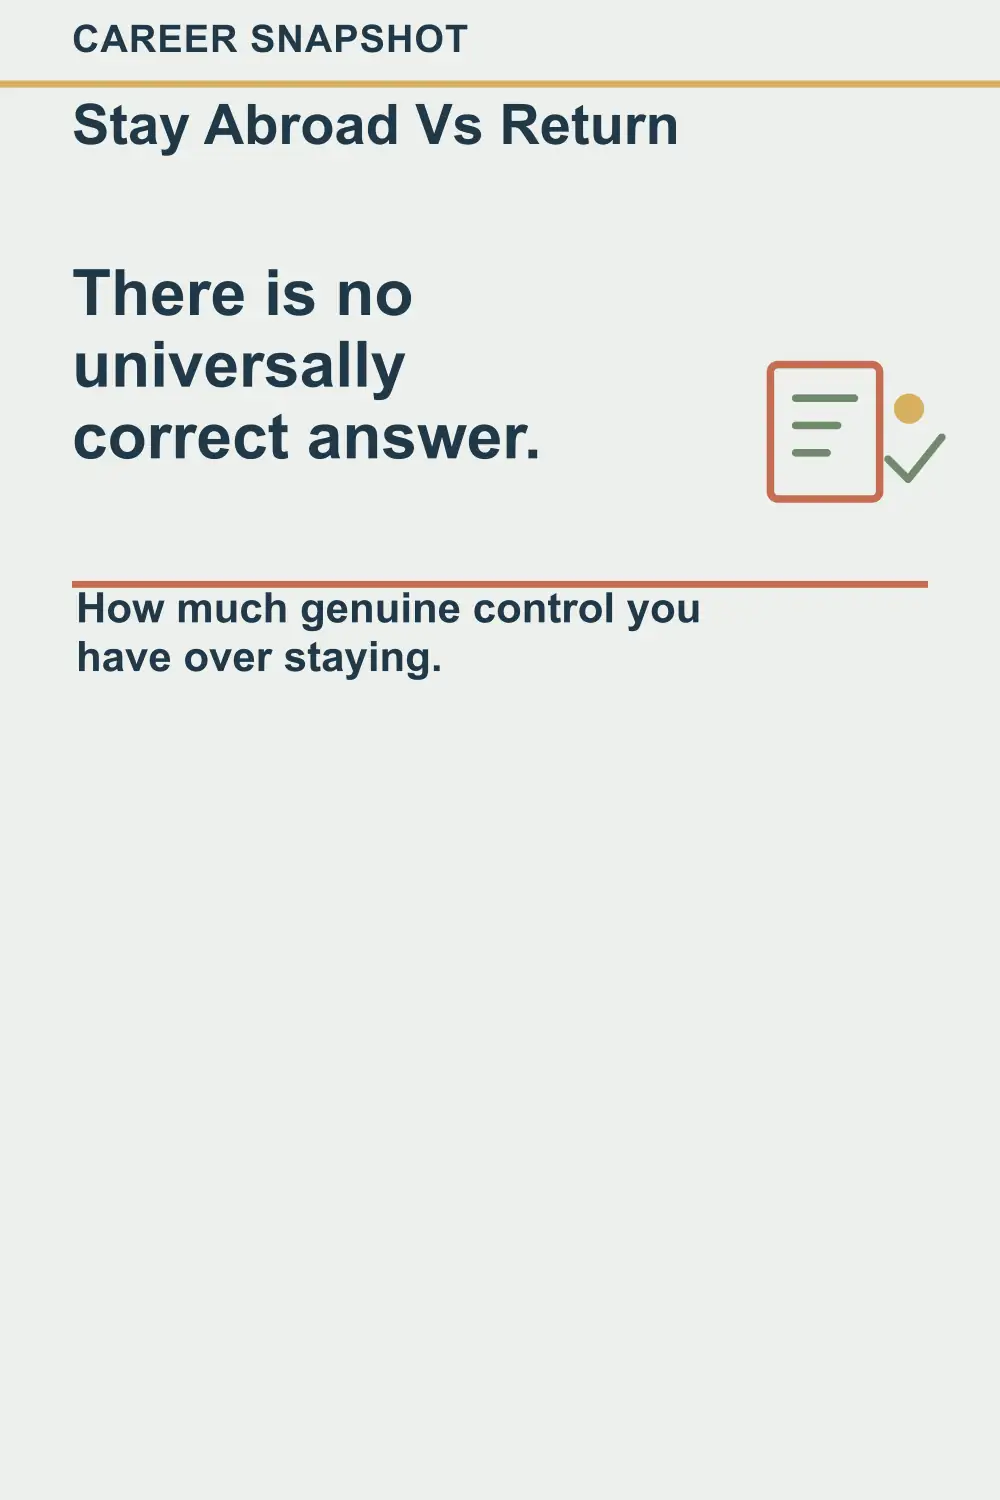 CAREER SNAPSHOT
Stay Abroad Vs Return
There is no
universally
correct answer.
How much genuine control you
have over staying.